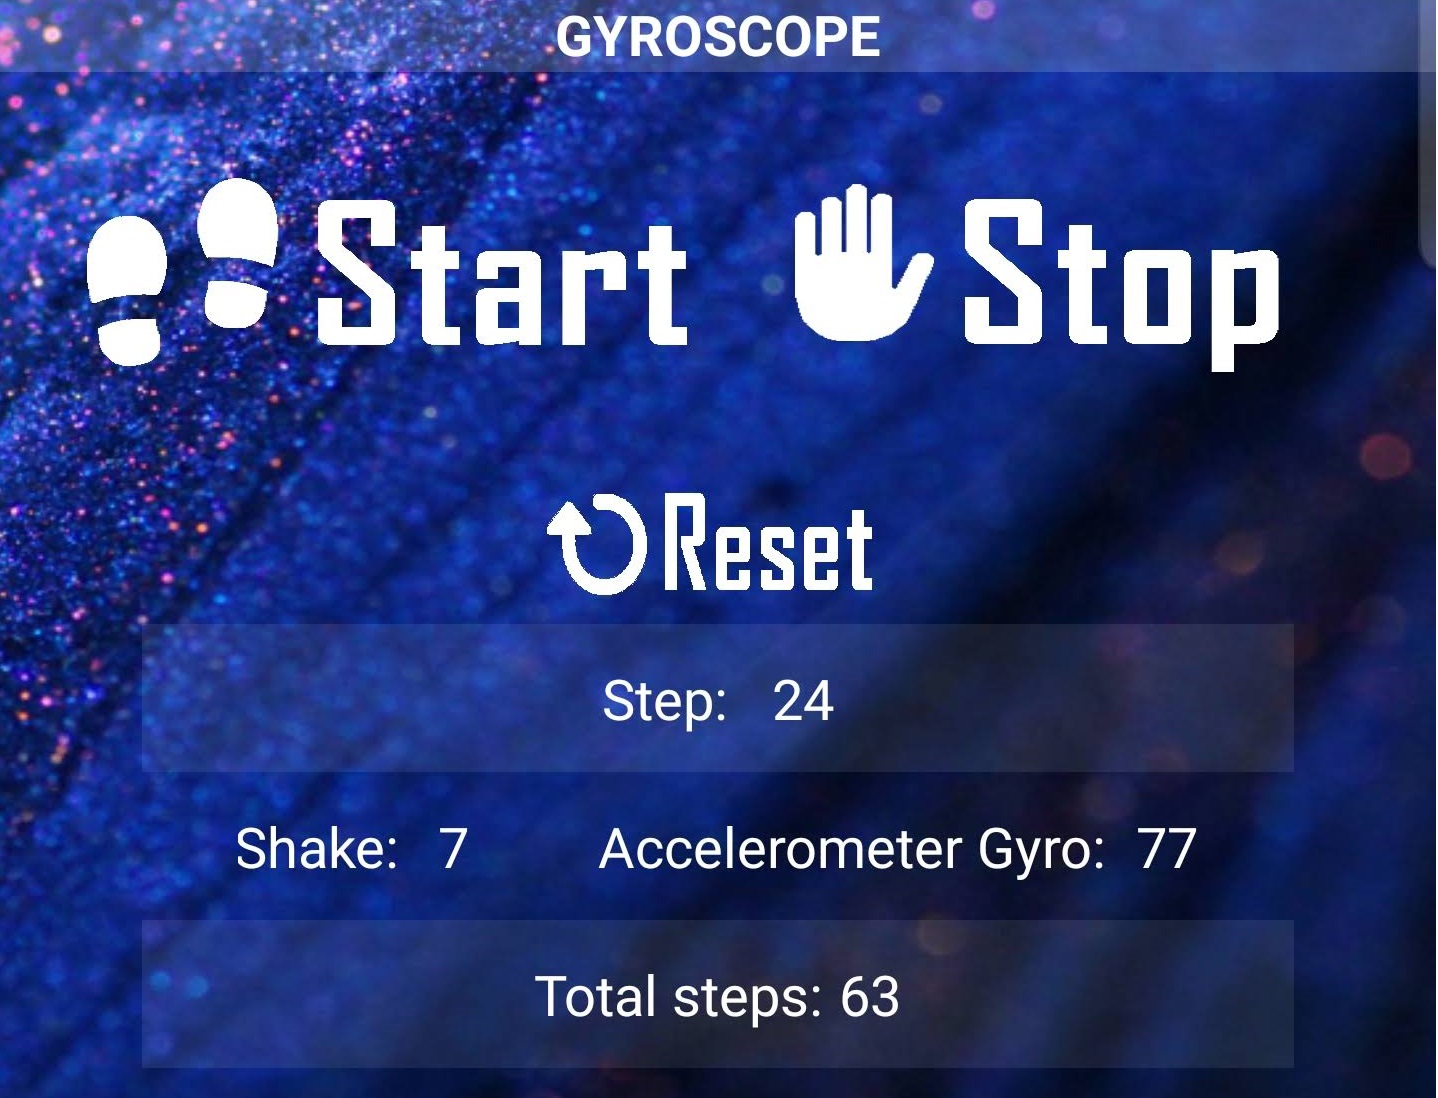 GYROSCOPE
Start Stop
Reset
Step: 24
Shake: 7 Accelerometer Gyro: 77
Total steps: 63